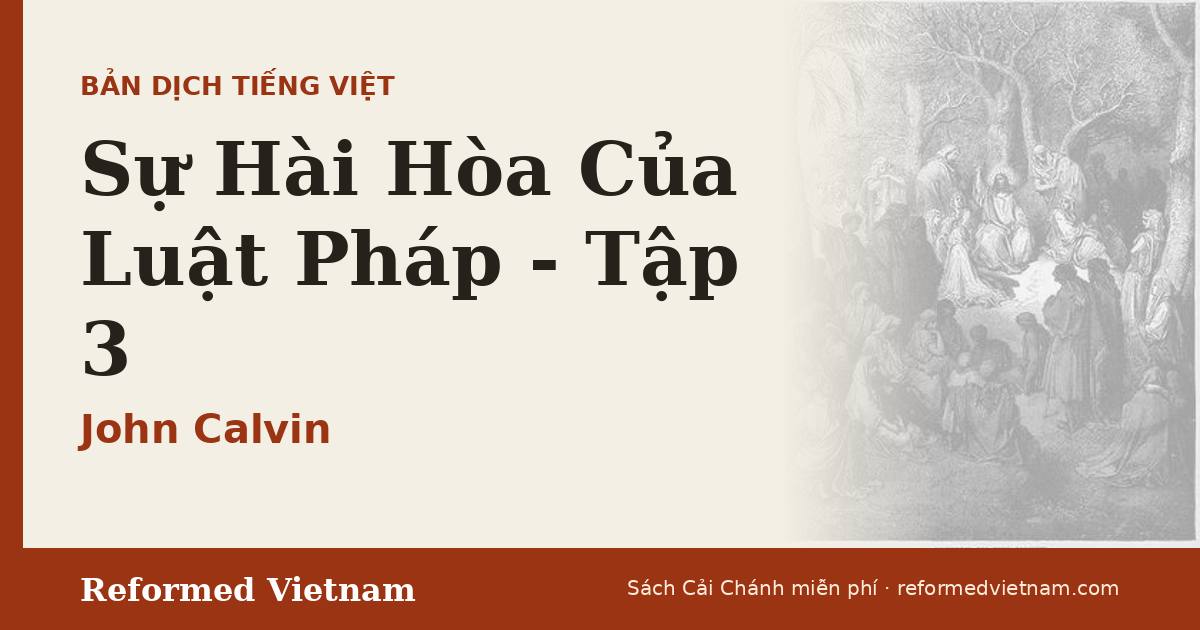 BẢN DỊCH TIẾNG VIỆT
Sự Hài Hòa Của
Luật Pháp - Tập
3
John Calvin
Reformed Vietnam
Sách Cải Chánh miễn phí · reformedvietnam.com